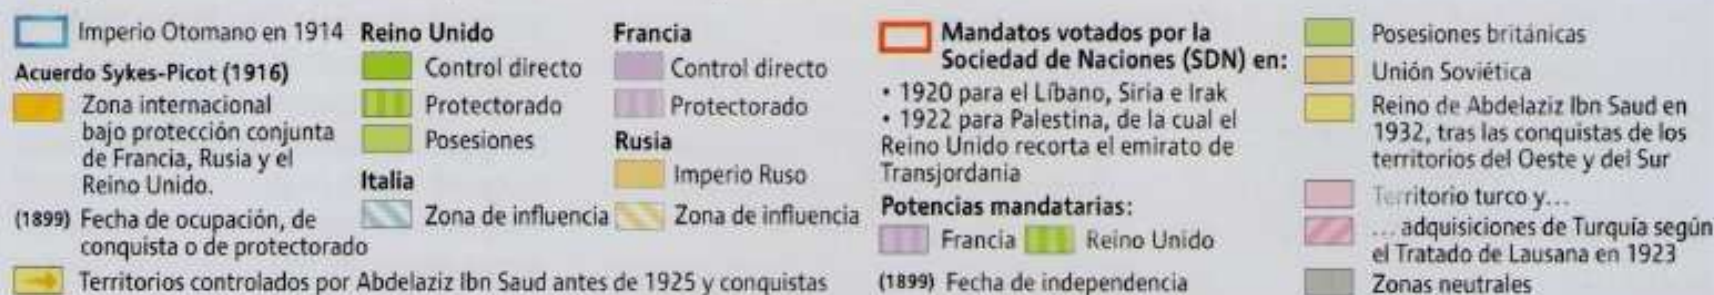 Imperio Otomano en 1914
Acuerdo Sykes-Picot (1916)
Zona internacional
bajo protección conjunta
de Francia, Rusia y el
Reino Unido.
(1899) Fecha de ocupación, de
conquista o de protectorado
Territorios controlados por Abdelaziz Ibn Saud antes de 1925 y conquistas
Reino Unido
Control directo
Protectorado
Posesiones
Italia
Zona de influencia
Francia
Control directo
Protectorado
Rusia
Imperio Ruso
Zona de influencia
Mandatos votados por la
Sociedad de Naciones (SDN) en:
• 1920 para el Líbano, Siria e Irak
• 1922 para Palestina, de la cual el
Reino Unido recorta el emirato de
Transjordania
Potencias mandatarias:
Francia
Reino Unido
(1899) Fecha de independencia
Posesiones británicas
Unión Soviética
Reino de Abdelaziz Ibn Saud en
1932, tras las conquistas de los
territorios del Oeste y del Sur
Territorio turco y...
... adquisiciones de Turquía según
el Tratado de Lausana en 1923
Zonas neutrales